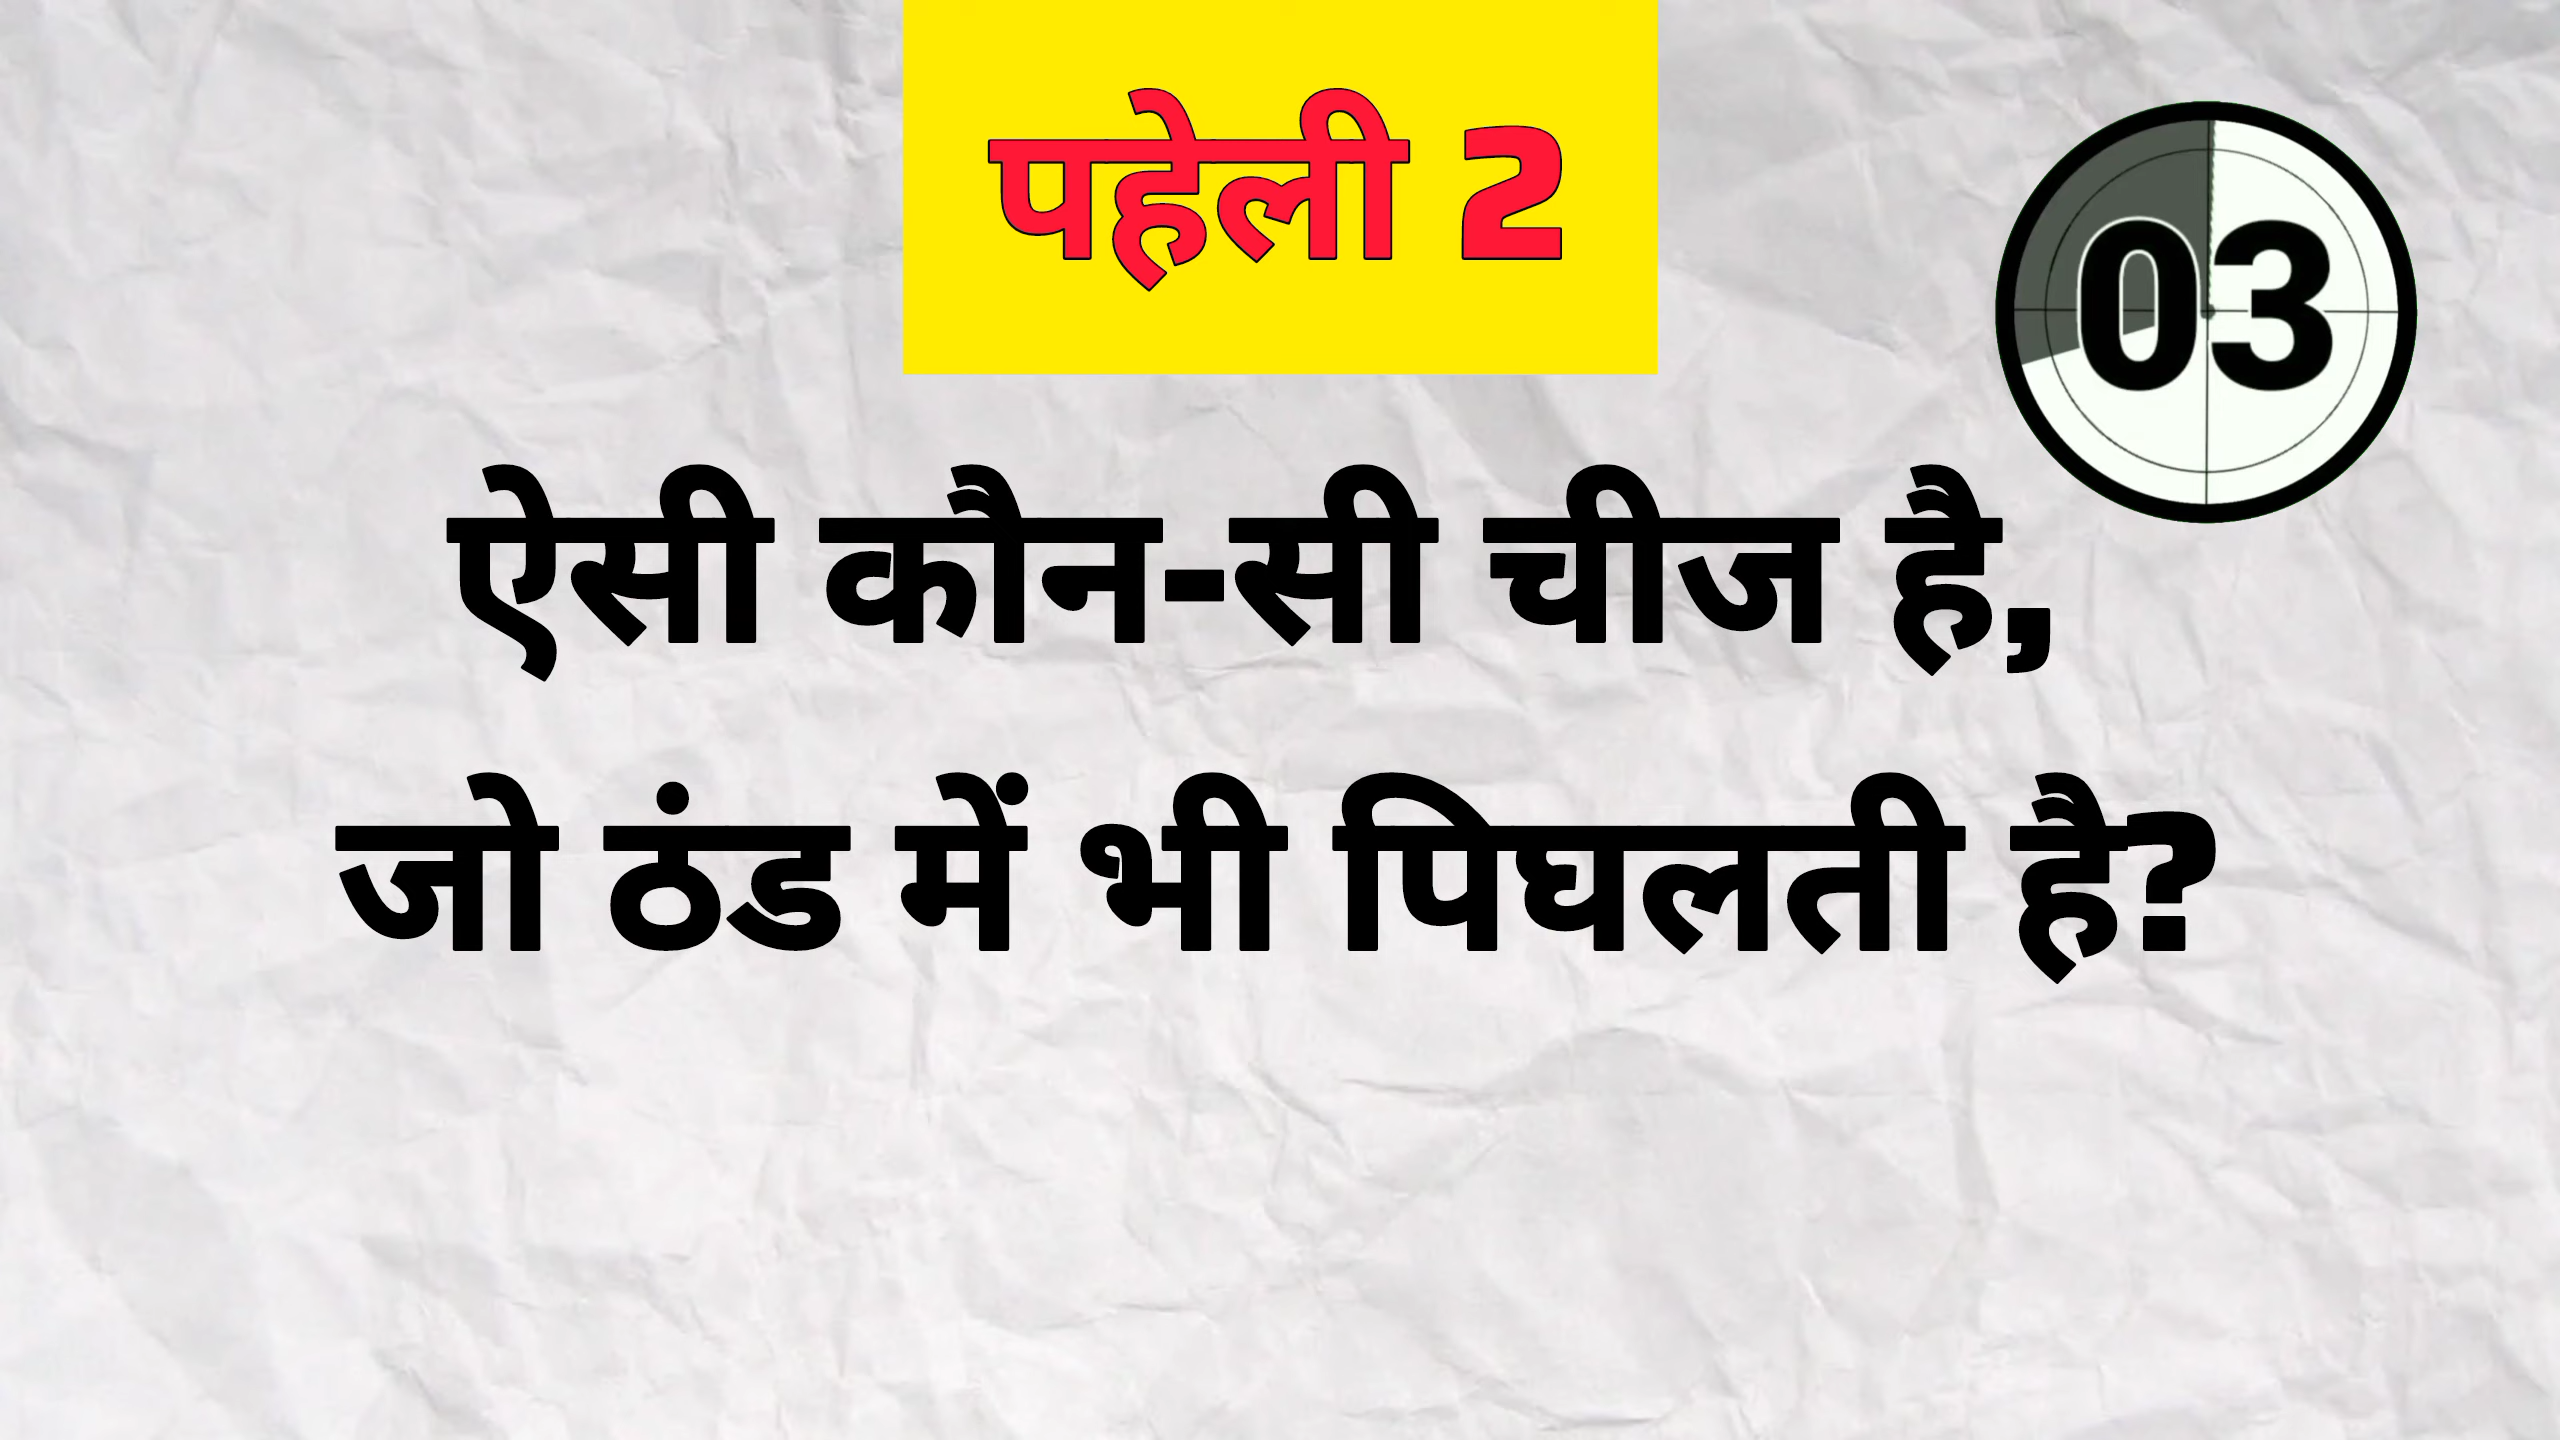 पहेली 2
03
ऐसी कौन-सी चीज है,
जो ठंड में भी पिघलती है?